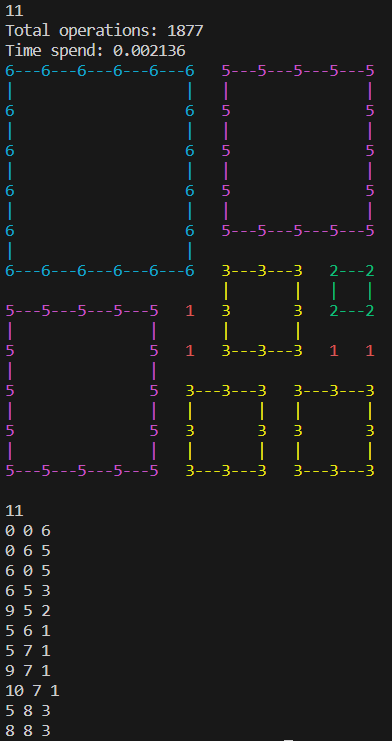 11
Total operations: 1877
Time spend: 0.002136
6---6---6---6---6---6   5---5---5---5---5
|                   |   |               |
6                   6   5               5
|                   |   |               |
6                   6   5               5
|                   |   |               |
6                   6   5               5
|                   |   |               |
6                   6   5---5---5---5---5
|                   |
6---6---6---6---6---6   3---3---3   2---2
                        |       |   |   |
5---5---5---5---5   1   3       3   2---2
|               |       |       |
5               5   1   3---3---3   1   1
|               |
5               5   3---3---3   3---3---3
|               |   |       |   |       |
5               5   3       3   3       3
|               |   |       |   |       |
5---5---5---5---5   3---3---3   3---3---3
11
0 0 6
0 6 5
6 0 5
6 5 3
9 5 2
5 6 1
5 7 1
9 7 1
10 7 1
5 8 3
8 8 3